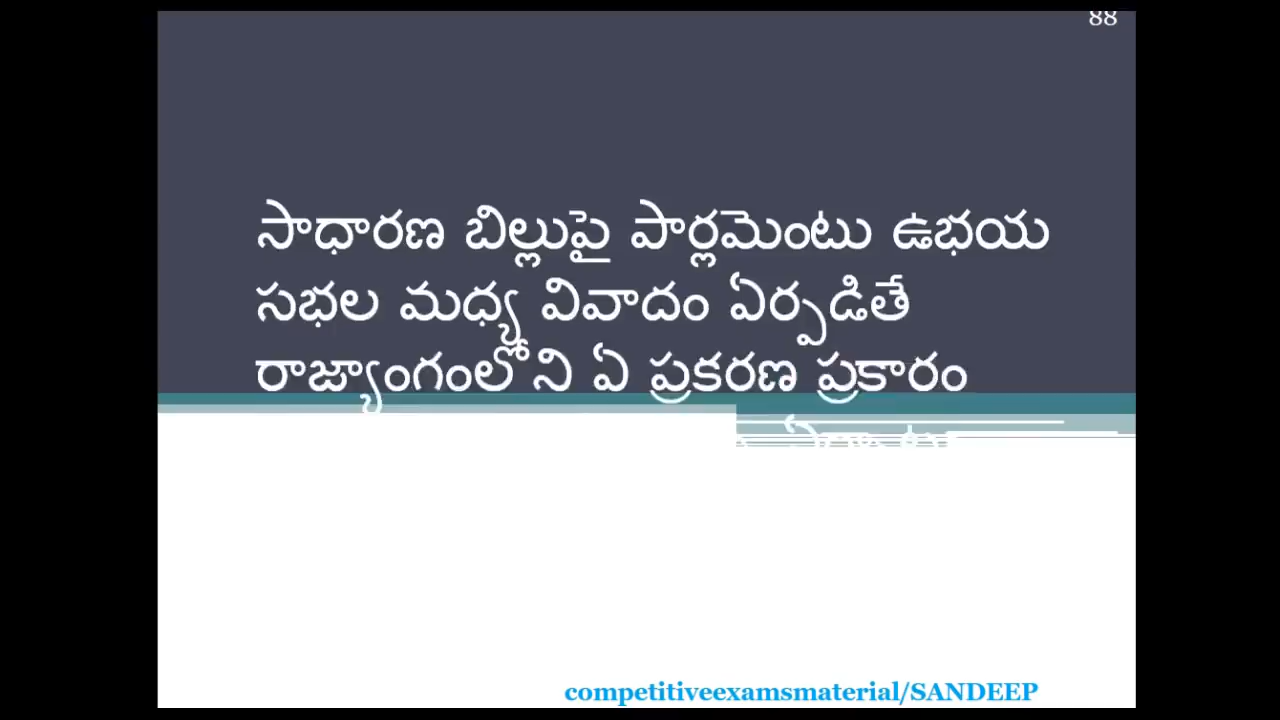 88
సాధారణ బిల్లుపై పార్లమెంటు ఉభయ
సభల మధ్య వివాదం ఏర్పడితే
రాజ్యాంగంలోని ఏ ప్రకరణ ప్రకారం
competitiveexamsmaterial/SANDEEP